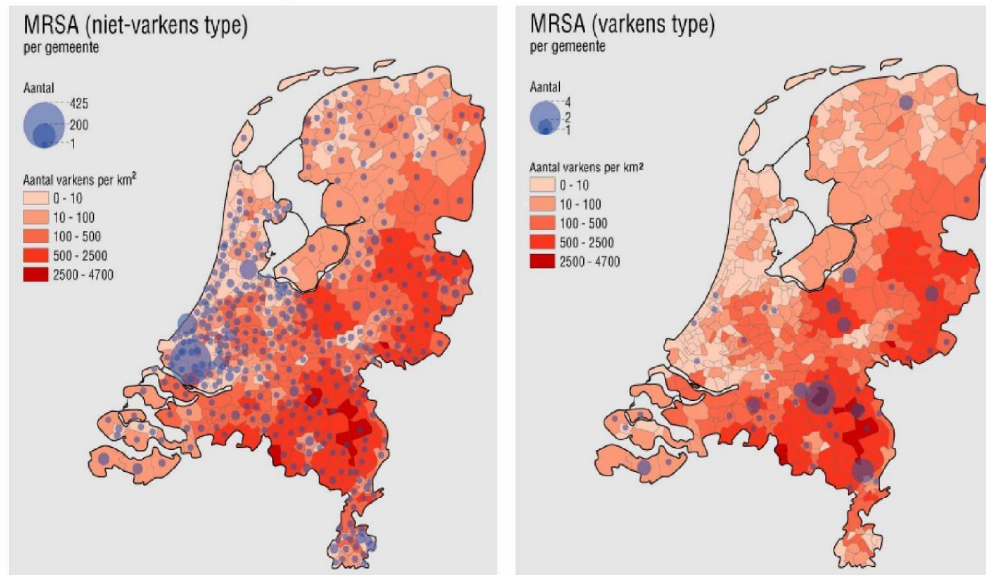 MRSA (niet-varkens type)
per gemeente
Aantal
425
200
1
Aantal varkens per km²
0 - 10
10 - 100
100 - 500
500 - 2500
2500 - 4700
MRSA (varkens type)
per gemeente
Aantal
4
2
1
Aantal varkens per km²
0 - 10
10 - 100
100 - 500
500 - 2500
2500 - 4700